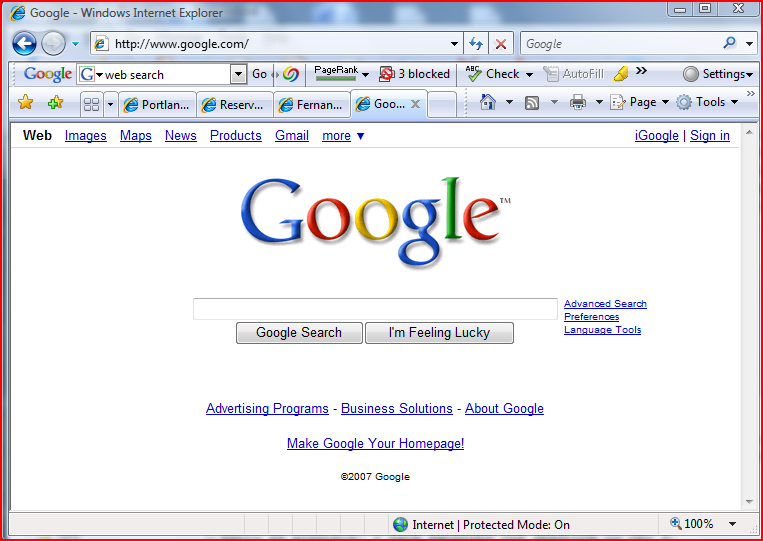 Google - Windows Internet Explorer
http://www.google.com/
Google
Google G web search Go PageRank 3 blocked ABC Check AutoFill » Settings
Portlan... Reserv... Fernan... Goo... Page Tools »
Web Images Maps News Products Gmail more ▼ iGoogle | Sign in
Google™
Advanced Search
Preferences
Language Tools
Google Search I'm Feeling Lucky
Advertising Programs - Business Solutions - About Google
Make Google Your Homepage!
©2007 Google
Internet | Protected Mode: On 100%